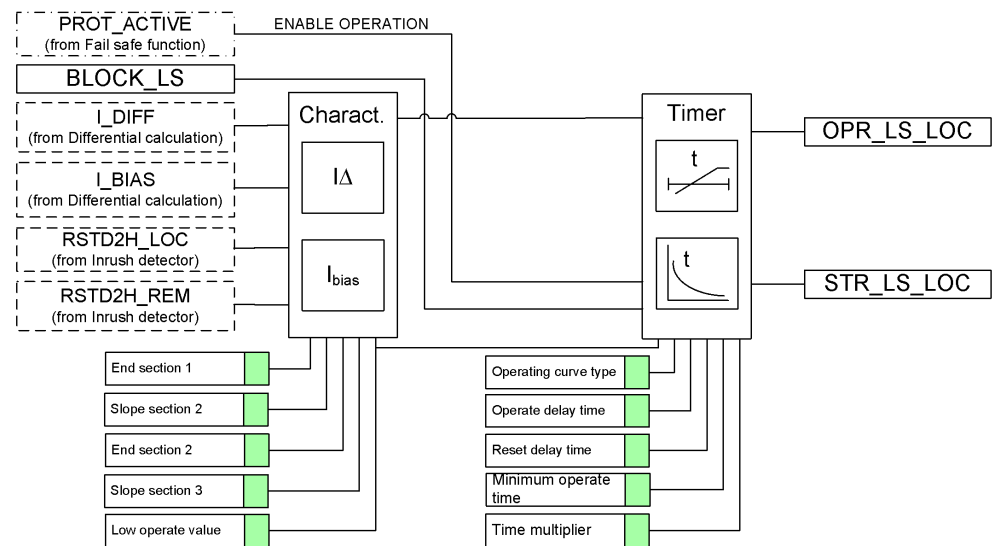 PROT_ACTIVE
(from Fail safe function)
ENABLE OPERATION
BLOCK_LS
I_DIFF
(from Differential calculation)
I_BIAS
(from Differential calculation)
RSTD2H_LOC
(from Inrush detector)
RSTD2H_REM
(from Inrush detector)
Charact.
IΔ
Ibias
Timer
t
t
OPR_LS_LOC
STR_LS_LOC
End section 1
Slope section 2
End section 2
Slope section 3
Low operate value
Operating curve type
Operate delay time
Reset delay time
Minimum operate
time
Time multiplier